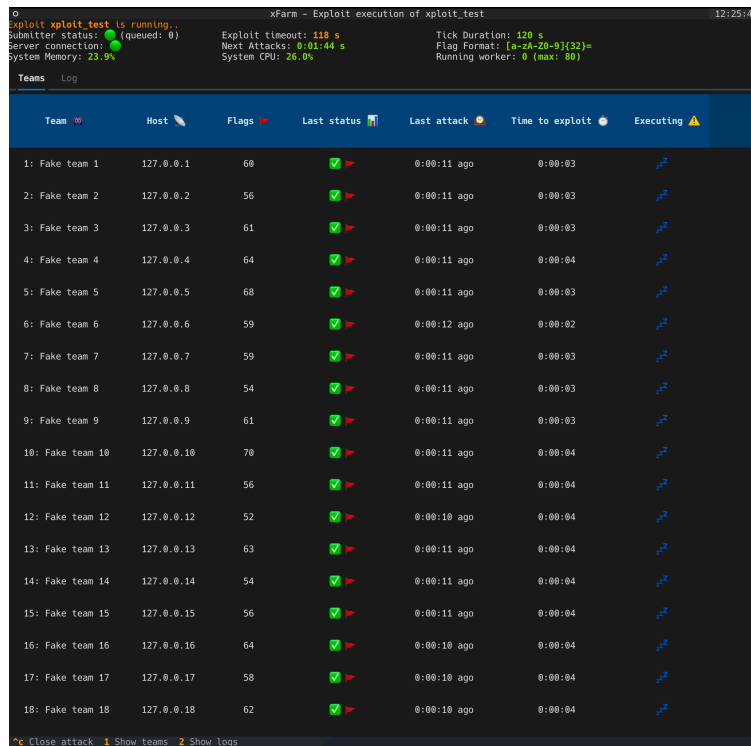 xFarm - Exploit execution of xploit_test 12:25:4
Exploit xploit_test is running..
Submitter status: (queued: 0) Exploit timeout: 118 s Tick Duration: 120 s
Server connection: Next Attacks: 0:01:44 s Flag Format: [a-zA-Z0-9]{32}=
System Memory: 23.9% System CPU: 26.0% Running worker: 0 (max: 80)
Teams Log
Team Host Flags Last status Last attack Time to exploit Executing
1: Fake team 1 127.0.0.1 60 0:00:11 ago 0:00:03
2: Fake team 2 127.0.0.2 56 0:00:11 ago 0:00:03
3: Fake team 3 127.0.0.3 61 0:00:11 ago 0:00:03
4: Fake team 4 127.0.0.4 64 0:00:11 ago 0:00:04
5: Fake team 5 127.0.0.5 68 0:00:11 ago 0:00:03
6: Fake team 6 127.0.0.6 59 0:00:12 ago 0:00:02
7: Fake team 7 127.0.0.7 59 0:00:11 ago 0:00:03
8: Fake team 8 127.0.0.8 54 0:00:11 ago 0:00:03
9: Fake team 9 127.0.0.9 61 0:00:11 ago 0:00:03
10: Fake team 10 127.0.0.10 70 0:00:11 ago 0:00:04
11: Fake team 11 127.0.0.11 56 0:00:11 ago 0:00:04
12: Fake team 12 127.0.0.12 52 0:00:10 ago 0:00:04
13: Fake team 13 127.0.0.13 63 0:00:11 ago 0:00:04
14: Fake team 14 127.0.0.14 54 0:00:11 ago 0:00:04
15: Fake team 15 127.0.0.15 56 0:00:11 ago 0:00:04
16: Fake team 16 127.0.0.16 64 0:00:10 ago 0:00:04
17: Fake team 17 127.0.0.17 58 0:00:10 ago 0:00:04
18: Fake team 18 127.0.0.18 62 0:00:10 ago 0:00:04
^c Close attack 1 Show teams 2 Show logs